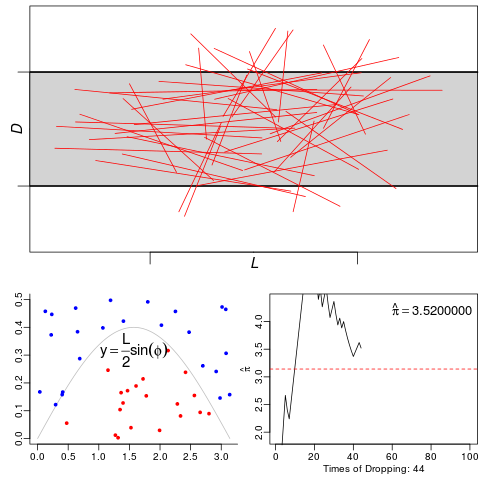 D
L
0.0 0.1 0.2 0.3 0.4 0.5
y = L/2 sin(ϕ)
0.0 0.5 1.0 1.5 2.0 2.5 3.0
π̂
2.0 2.5 3.0 3.5 4.0
π̂ = 3.5200000
0 20 40 60 80 100
Times of Dropping: 44